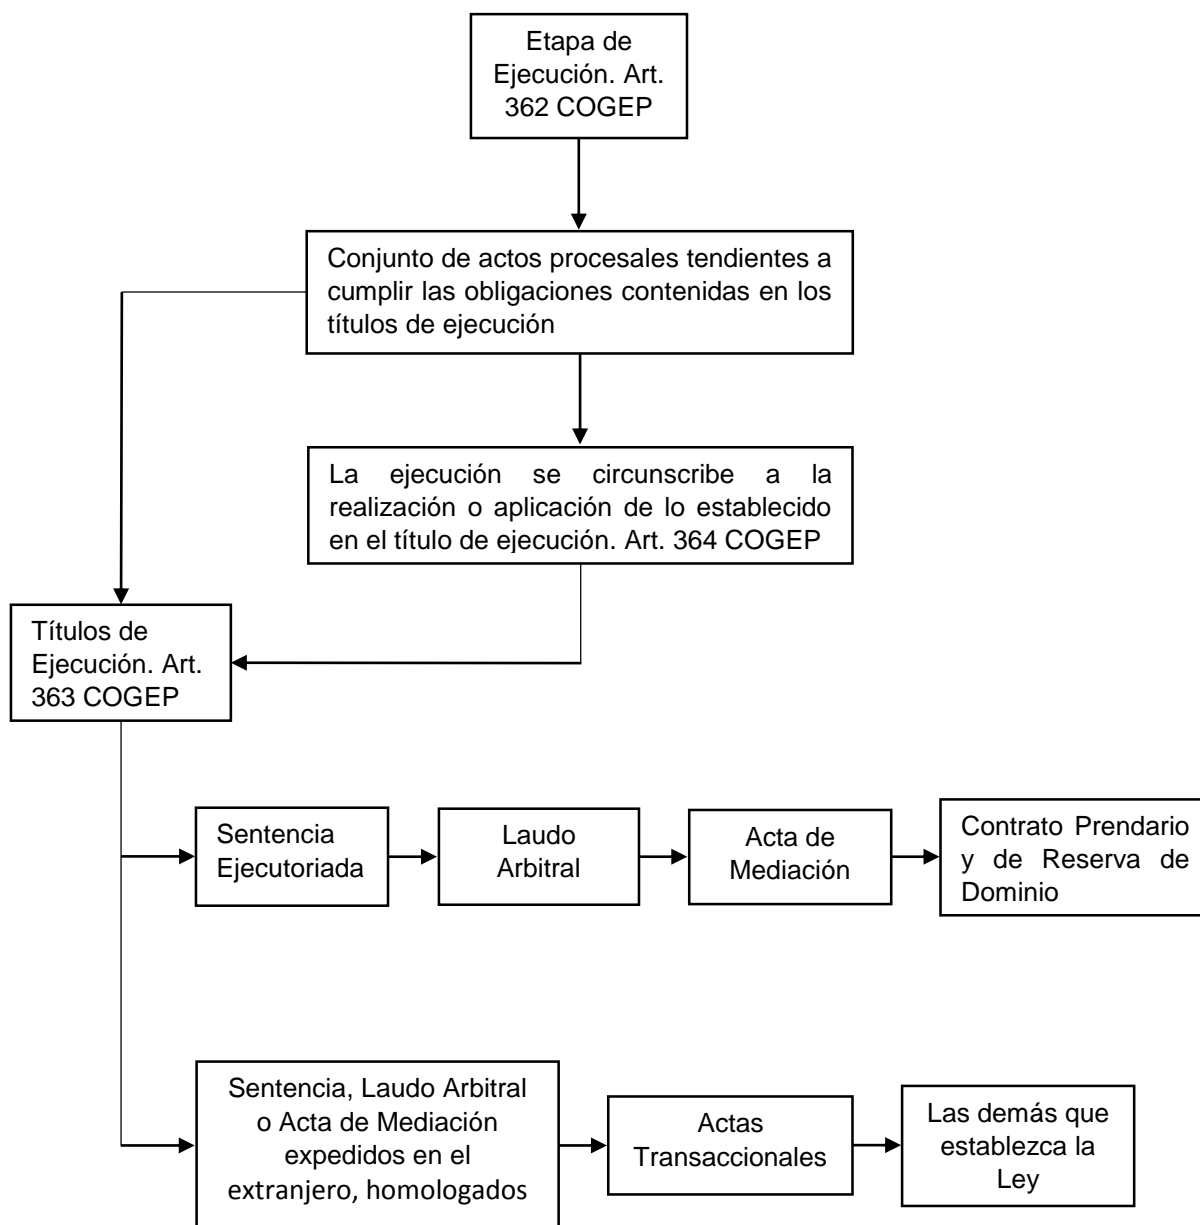 Etapa de
Ejecución. Art.
362 COGEP
Conjunto de actos procesales tendientes a
cumplir las obligaciones contenidas en los
títulos de ejecución
La ejecución se circunscribe a la
realización o aplicación de lo establecido
en el título de ejecución. Art. 364 COGEP
Títulos de
Ejecución. Art.
363 COGEP
Sentencia
Ejecutoriada
Laudo
Arbitral
Acta de
Mediación
Contrato Prendario
y de Reserva de
Dominio
Sentencia, Laudo Arbitral
o Acta de Mediación
expedidos en el
extranjero, homologados
Actas
Transaccionales
Las demás que
establezca la
Ley